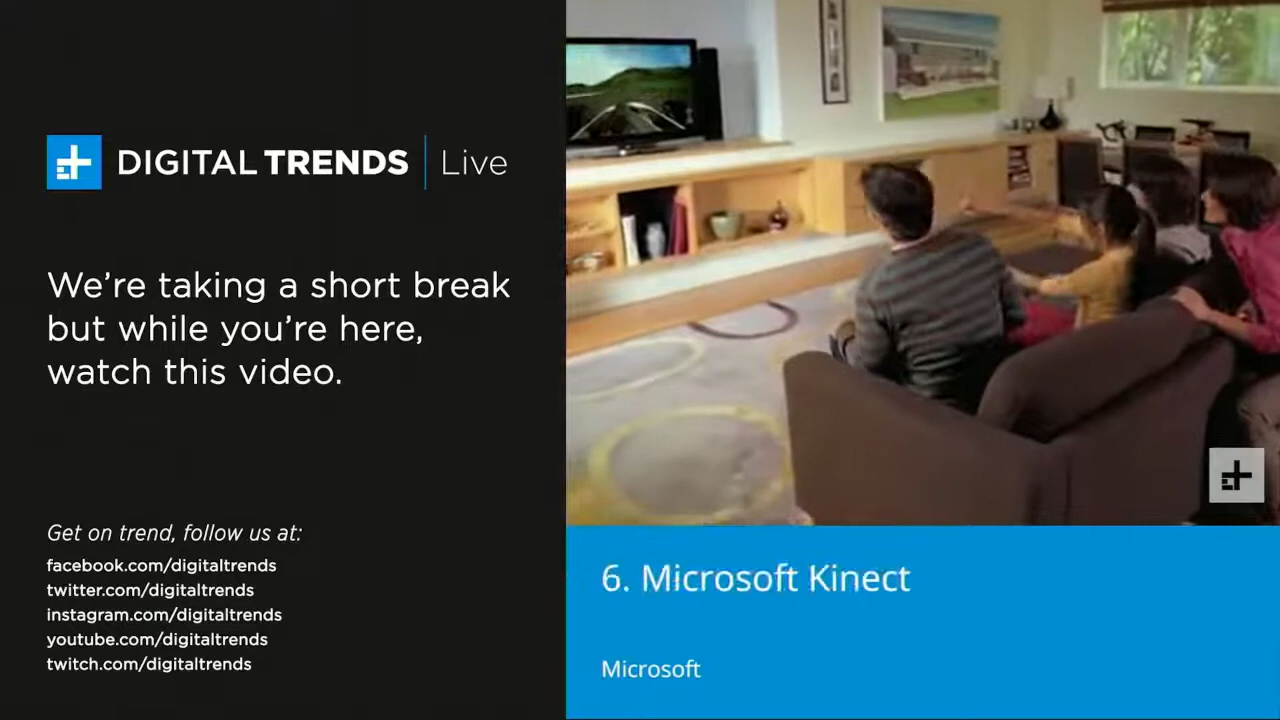 DIGITAL TRENDS | Live
We're taking a short break
but while you're here,
watch this video.
Get on trend, follow us at:
facebook.com/digitaltrends
twitter.com/digitaltrends
instagram.com/digitaltrends
youtube.com/digitaltrends
twitch.com/digitaltrends
6. Microsoft Kinect
Microsoft